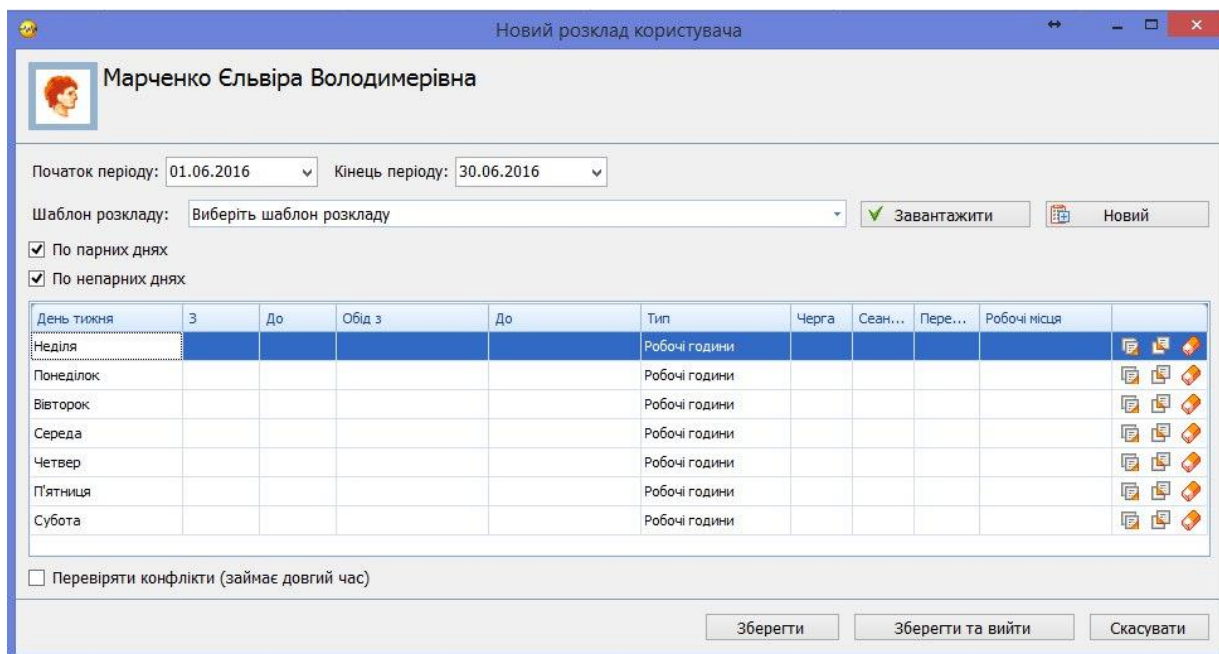 Новий розклад користувача
Марченко Єльвіра Володимерівна
Початок періоду: 01.06.2016 Кінець періоду: 30.06.2016
Шаблон розкладу: Виберіть шаблон розкладу Завантажити Новий
По парних днях
По непарних днях
День тижня З До Обід з До Тип Черга Сеан... Пере... Робочі місця
Неділя Робочі години
Понеділок Робочі години
Вівторок Робочі години
Середа Робочі години
Четвер Робочі години
П'ятниця Робочі години
Субота Робочі години
Перевіряти конфлікти (займає довгий час)
Зберегти Зберегти та вийти Скасувати